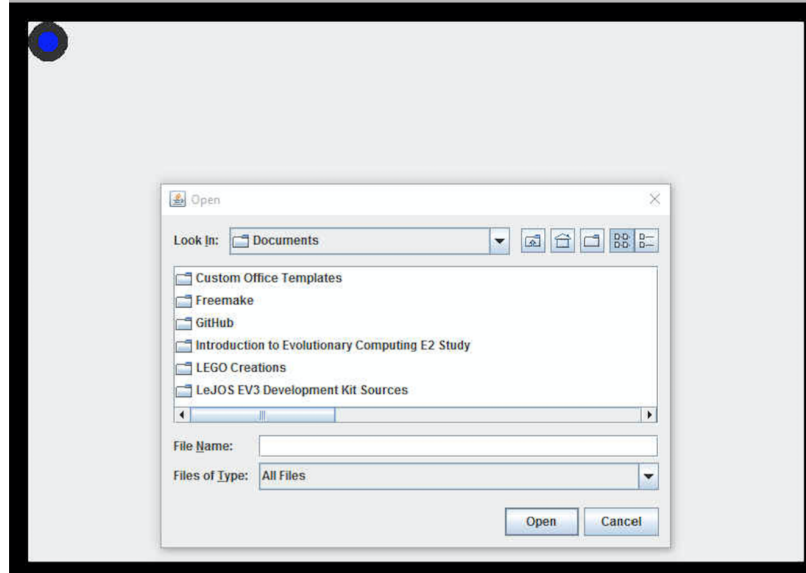 Open
Look In: Documents
Custom Office Templates
Freemake
GitHub
Introduction to Evolutionary Computing E2 Study
LEGO Creations
LeJOS EV3 Development Kit Sources
File Name:
Files of Type: All Files
Open Cancel